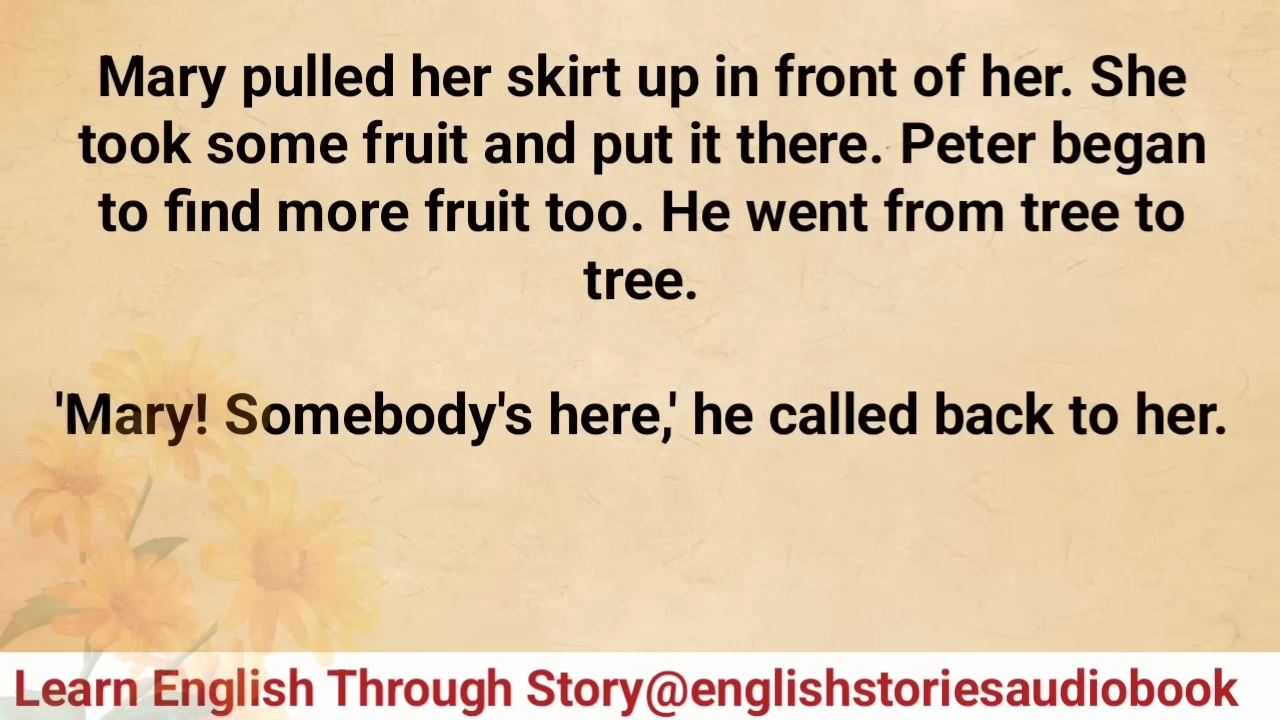 Mary pulled her skirt up in front of her. She
took some fruit and put it there. Peter began
to find more fruit too. He went from tree to
tree.
'Mary! Somebody's here,' he called back to her.
Learn English Through Story@englishstoriesaudiobook